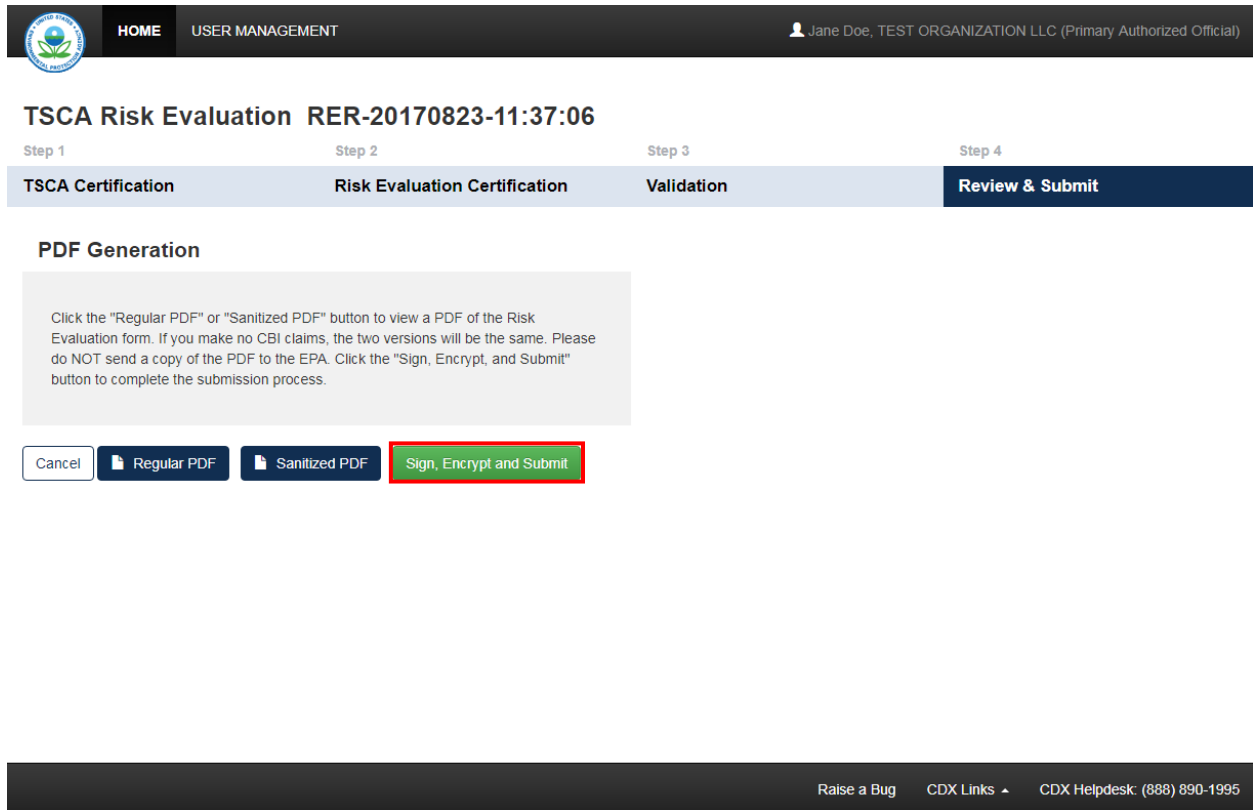 UNITED STATES
HOME
USER MANAGEMENT
Jane Doe, TEST ORGANIZATION LLC (Primary Authorized Official)
TSCA Risk Evaluation RER-20170823-11:37:06
Step 1
Step 2
Step 3
Step 4
TSCA Certification
Risk Evaluation Certification
Validation
Review & Submit
PDF Generation
Click the "Regular PDF" or "Sanitized PDF" button to view a PDF of the Risk
Evaluation form. If you make no CBI claims, the two versions will be the same. Please
do NOT send a copy of the PDF to the EPA. Click the "Sign, Encrypt, and Submit"
button to complete the submission process.
Cancel
Regular PDF
Sanitized PDF
Sign, Encrypt and Submit
Raise a Bug
CDX Links
CDX Helpdesk: (888) 890-1995